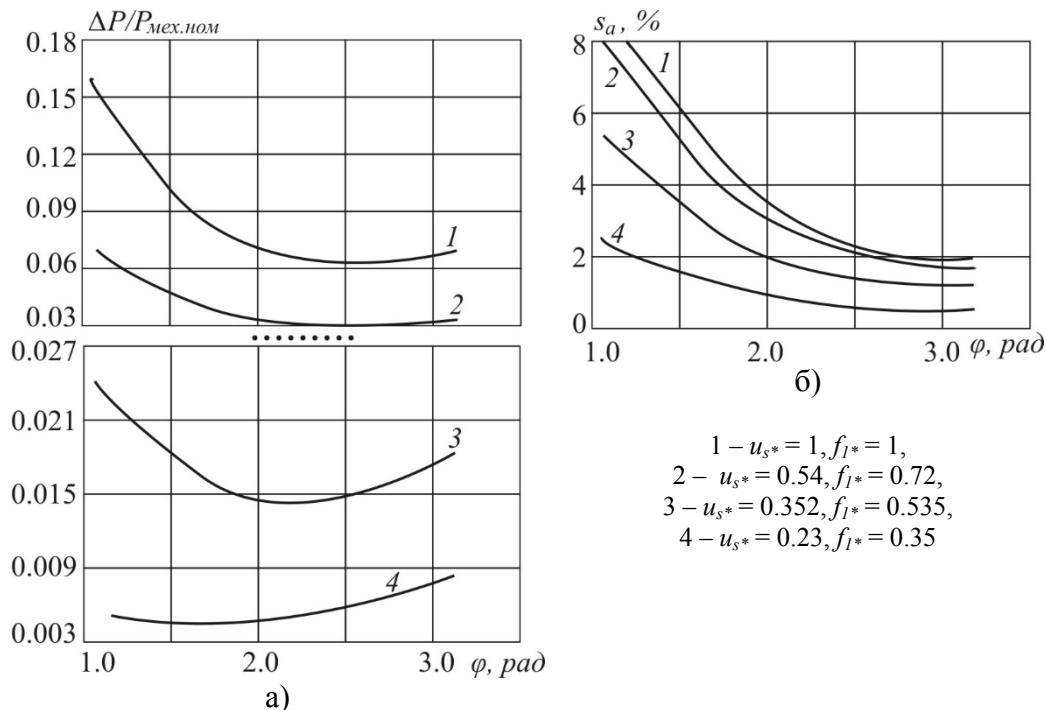 ΔP/Pмех.ном
0.18
0.15
0.12
0.09
0.06
0.03
1
2
0.027
0.021
0.015
0.009
0.003
3
4
1.0 2.0 3.0 φ, рад
а)
sa , %
8
6
4
2
0
1
2
3
4
1.0 2.0 3.0 φ, рад
б)
1 – us* = 1, f1* = 1,
2 – us* = 0.54, f1* = 0.72,
3 – us* = 0.352, f1* = 0.535,
4 – us* = 0.23, f1* = 0.35